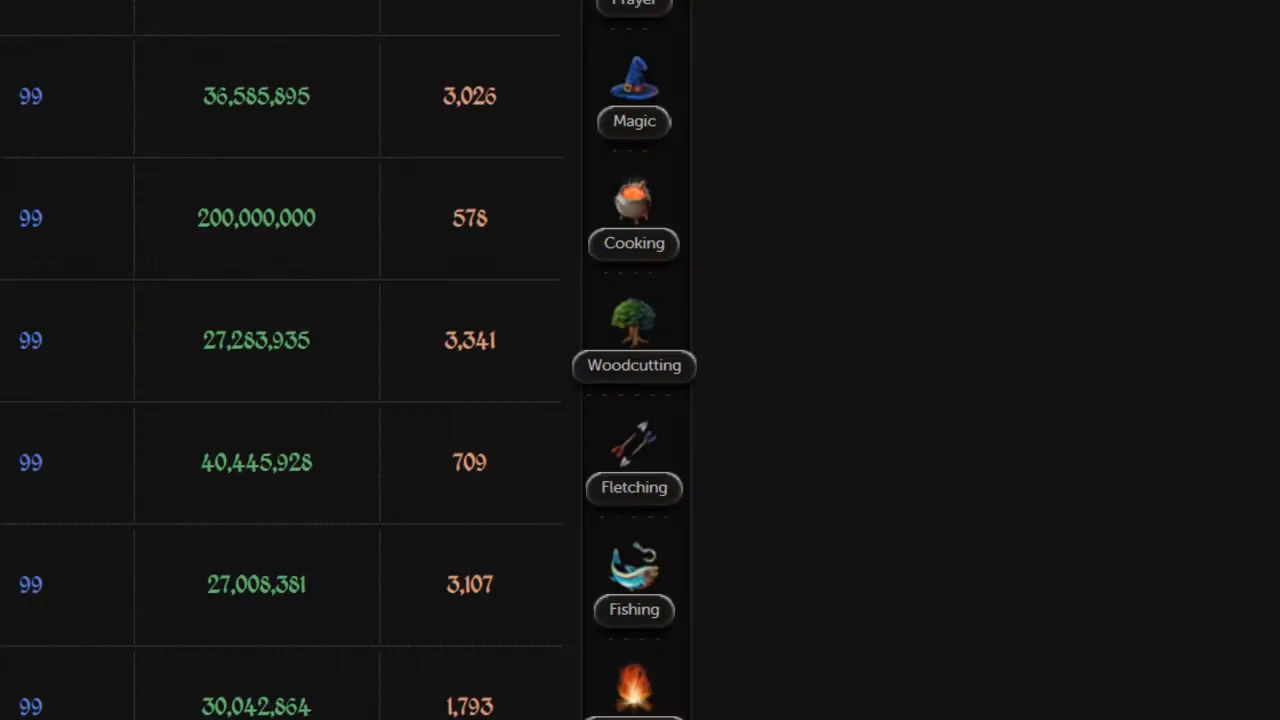 Prayer
99 36,585,895 3,026 Magic
99 200,000,000 578 Cooking
99 27,283,935 3,341 Woodcutting
99 40,445,928 709 Fletching
99 27,008,381 3,107 Fishing
99 30,042,864 1,793